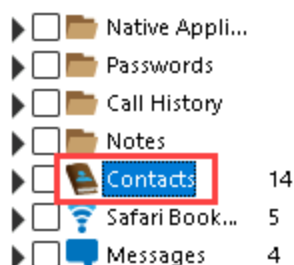 Native Appli...
Passwords
Call History
Notes
Contacts 14
Safari Book... 5
Messages 4